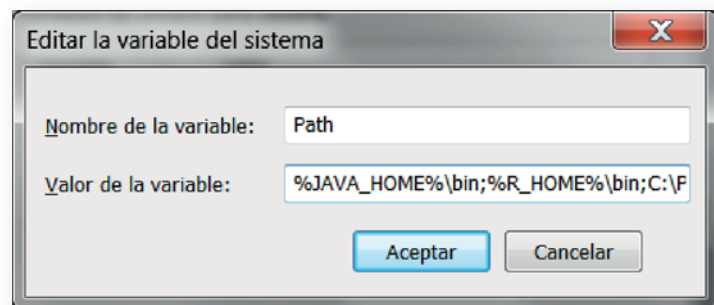 Editar la variable del sistema
Nombre de la variable: Path
Valor de la variable: %JAVA_HOME%\bin;%R_HOME%\bin;C:\P
Aceptar Cancelar